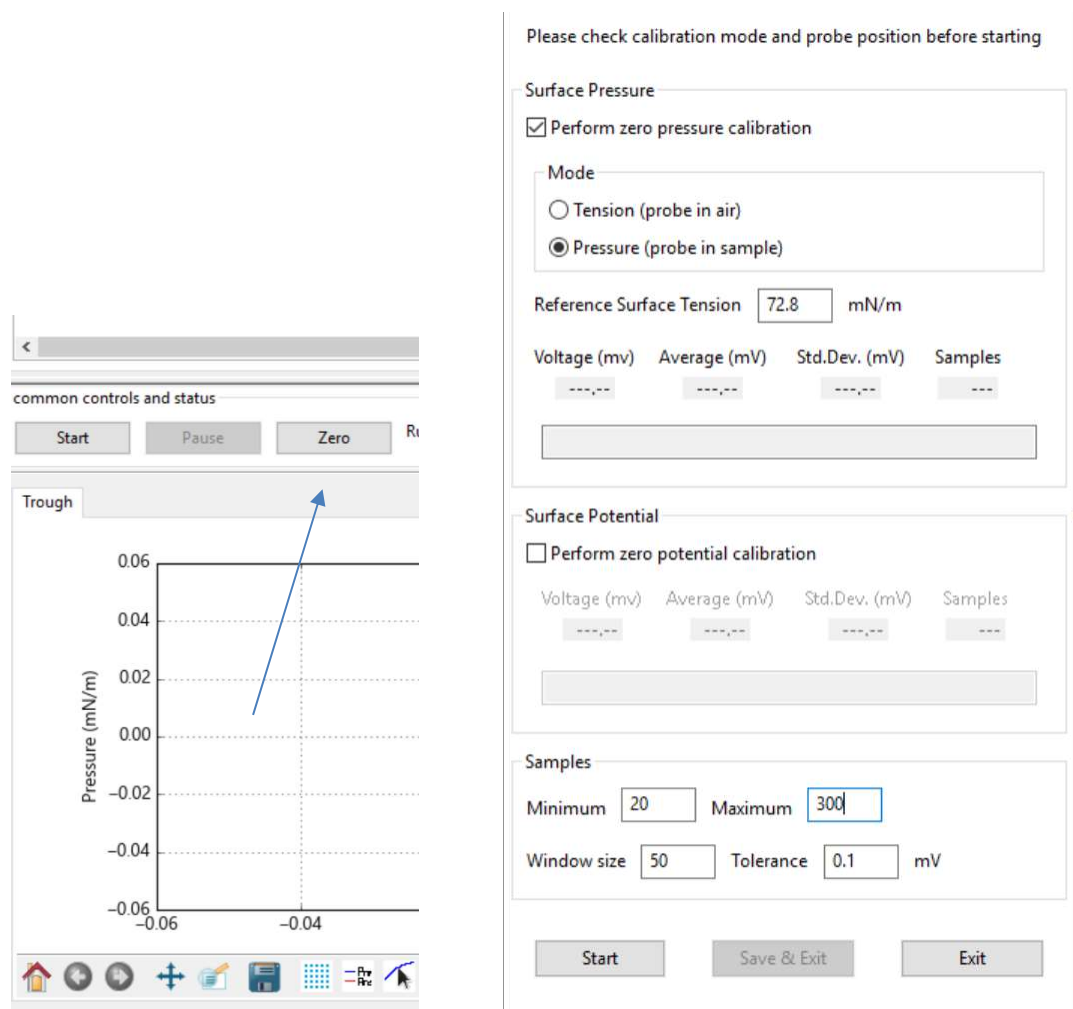 common controls and status
Start Pause Zero Ru
Trough
0.06
0.04
0.02
0.00
−0.02
−0.04
−0.06
−0.06 −0.04
Pressure (mN/m)
Please check calibration mode and probe position before starting
Surface Pressure
Perform zero pressure calibration
Mode
Tension (probe in air)
Pressure (probe in sample)
Reference Surface Tension 72.8 mN/m
Voltage (mv) Average (mV) Std.Dev. (mV) Samples
---,-- ---,-- ---,-- ---
Surface Potential
Perform zero potential calibration
Voltage (mv) Average (mV) Std.Dev. (mV) Samples
---,-- ---,-- ---,-- ---
Samples
Minimum 20 Maximum 300
Window size 50 Tolerance 0.1 mV
Start Save & Exit Exit